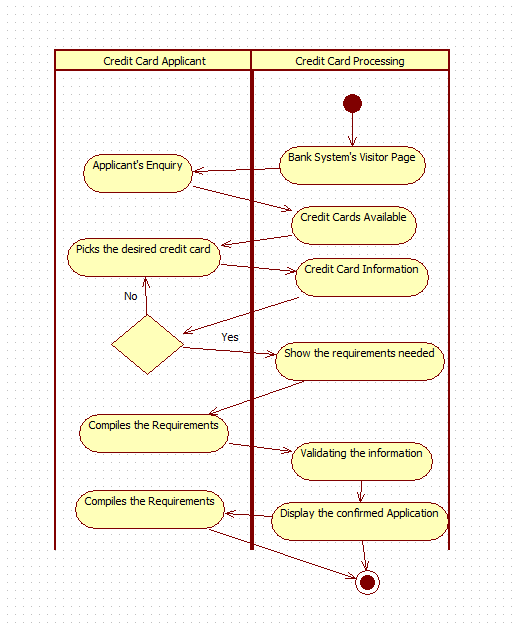 Credit Card Applicant
Credit Card Processing
Bank System's Visitor Page
Applicant's Enquiry
Credit Cards Available
Picks the desired credit card
Credit Card Information
No
Yes
Show the requirements needed
Compiles the Requirements
Validating the information
Compiles the Requirements
Display the confirmed Application